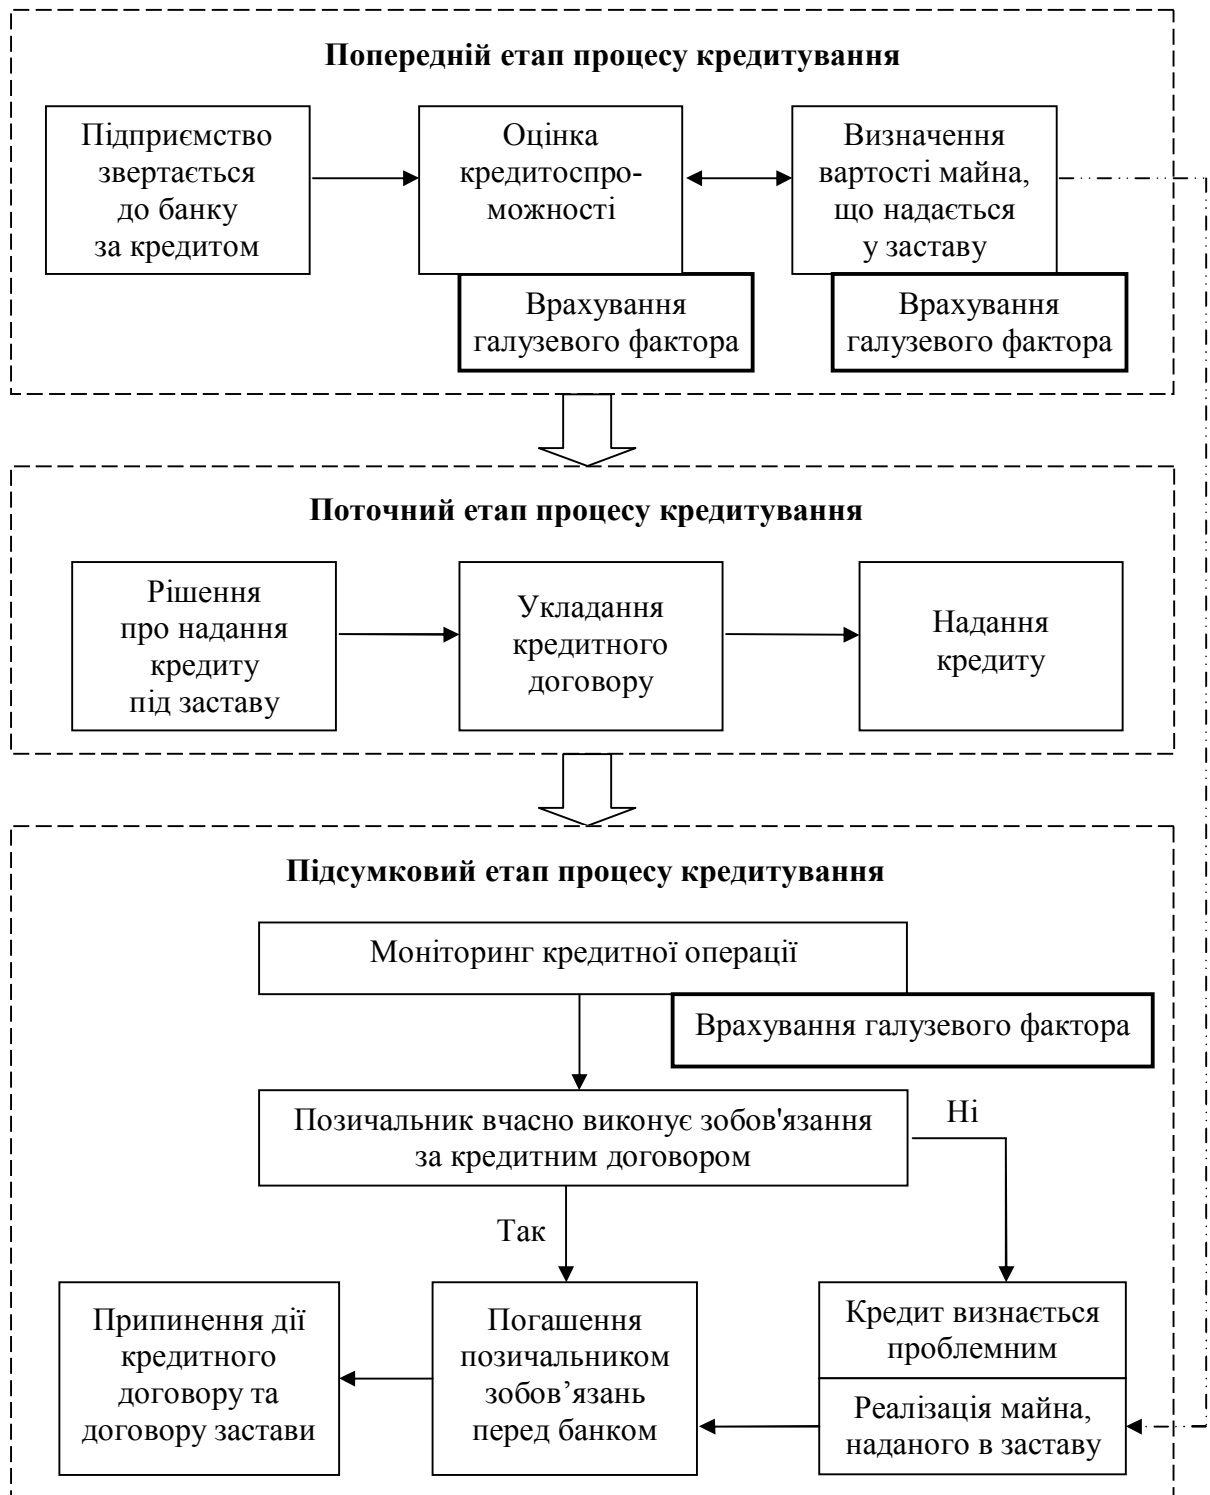 Попередній етап процесу кредитування
Підприємство
звертається
до банку
за кредитом
Оцінка
кредитоспро-
можності
Визначення
вартості майна,
що надається
у заставу
Врахування
галузевого фактора
Врахування
галузевого фактора
Поточний етап процесу кредитування
Рішення
про надання
кредиту
під заставу
Укладання
кредитного
договору
Надання
кредиту
Підсумковий етап процесу кредитування
Моніторинг кредитної операції
Врахування галузевого фактора
Позичальник вчасно виконує зобов'язання
за кредитним договором
Ні
Так
Припинення дії
кредитного
договору та
договору застави
Погашення
позичальником
зобов’язань
перед банком
Кредит визнається
проблемним
Реалізація майна,
наданого в заставу